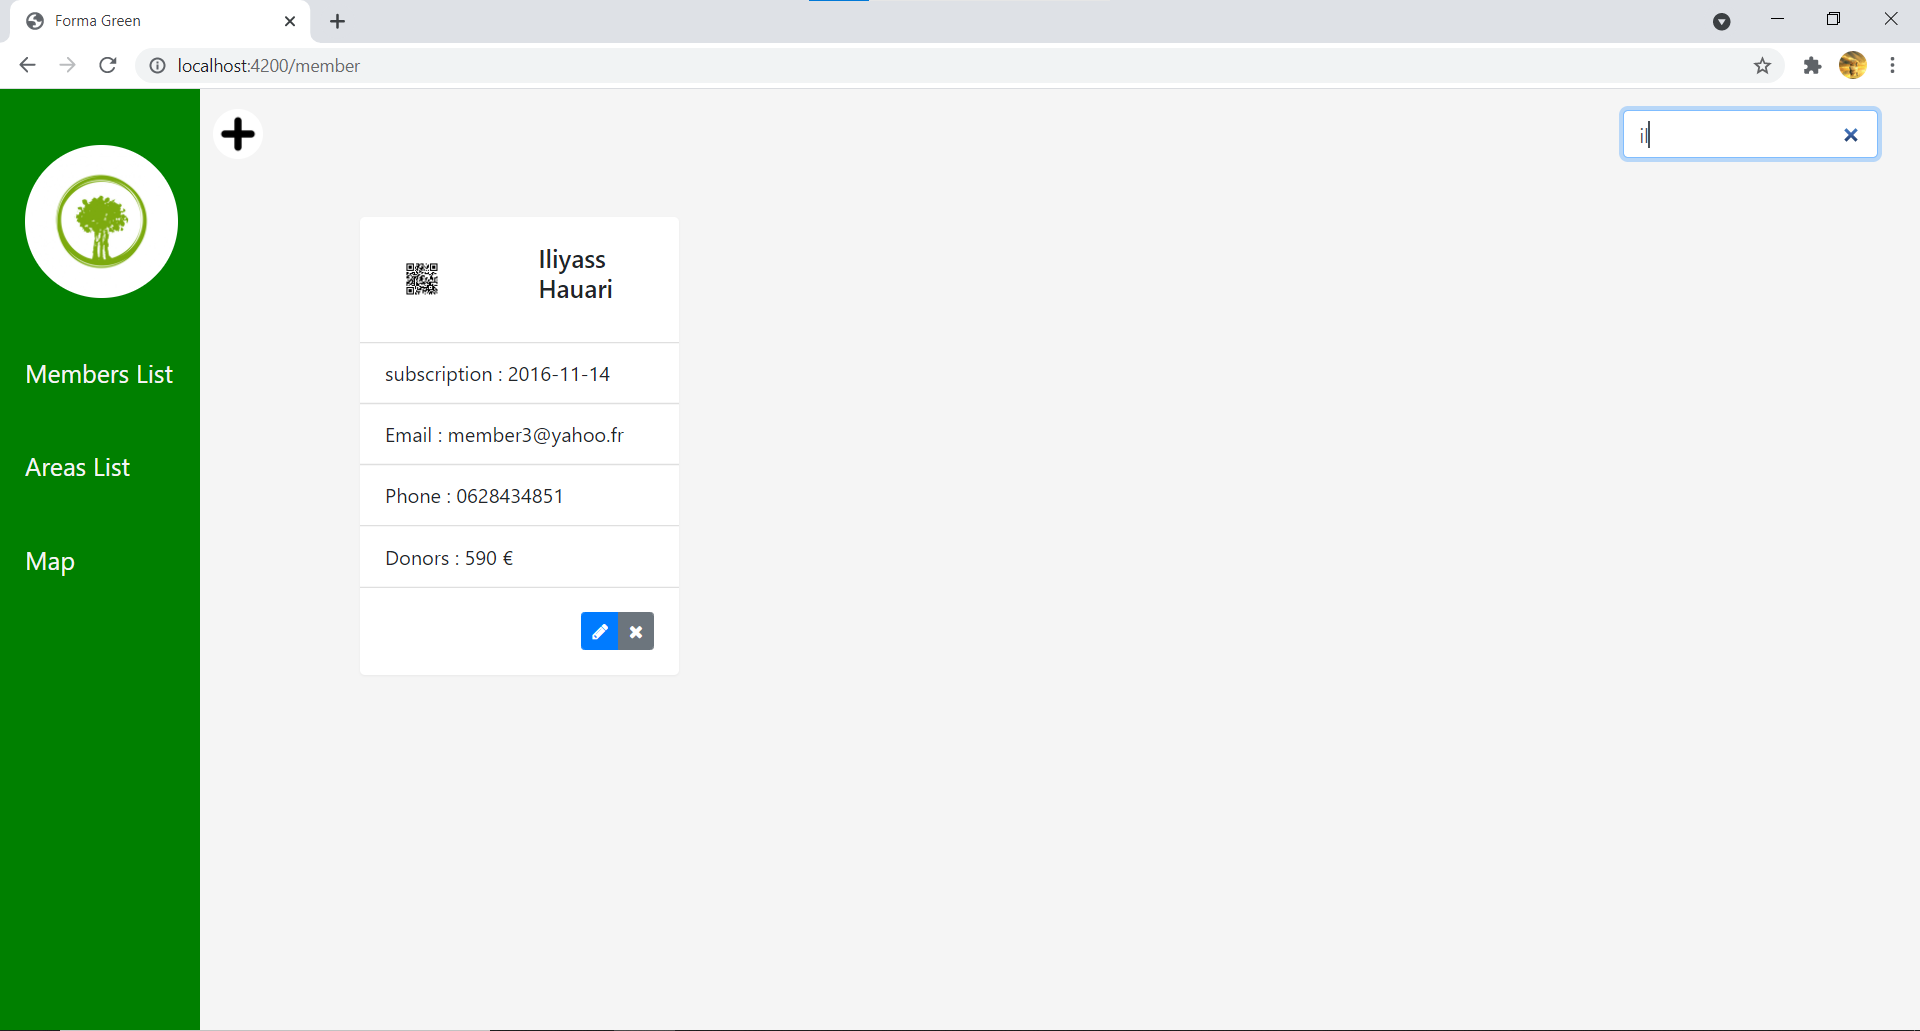 Forma Green
localhost:4200/member
il
Members List
Areas List
Map
Iliyass
Hauari
subscription : 2016-11-14
Email : member3@yahoo.fr
Phone : 0628434851
Donors : 590 €